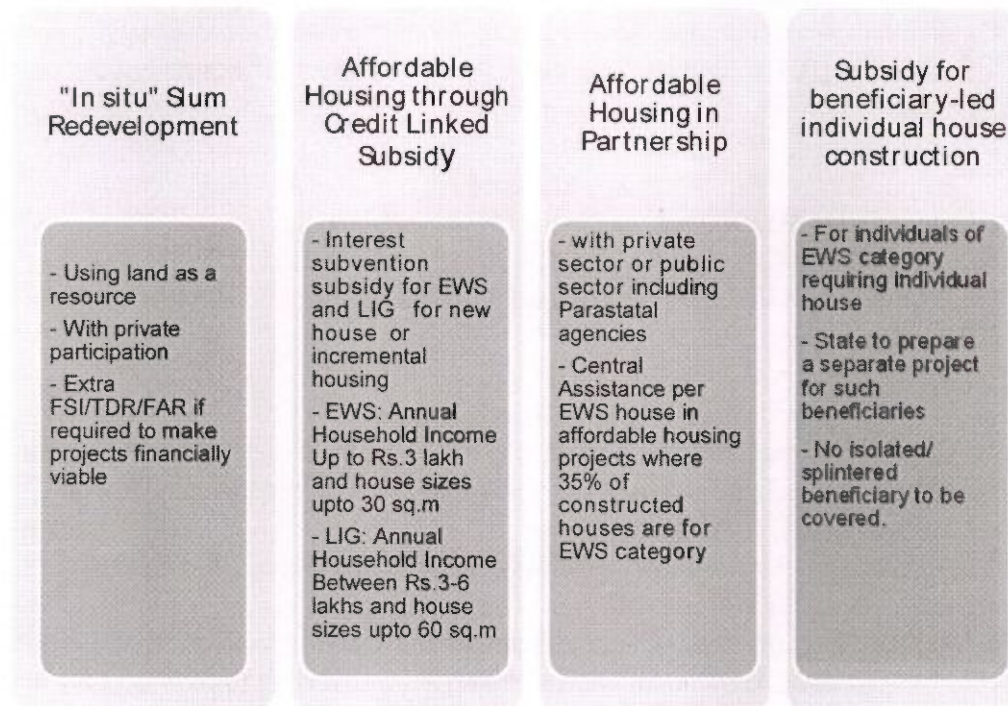 "In situ" Slum
Redevelopment
- Using land as a
resource
- With private
participation
- Extra
FSI/TDR/FAR if
required to make
projects financially
viable
Affordable
Housing through
Credit Linked
Subsidy
- Interest
subvention
subsidy for EWS
and LIG for new
house or
incremental
housing
- EWS: Annual
Household Income
Up to Rs.3 lakh
and house sizes
upto 30 sq.m
- LIG: Annual
Household Income
Between Rs.3-6
lakhs and house
sizes upto 60 sq.m
Affordable
Housing in
Partnership
- with private
sector or public
sector including
Parastatal
agencies
- Central
Assistance per
EWS house in
affordable housing
projects where
35% of
constructed
houses are for
EWS category
Subsidy for
beneficiary-led
individual house
construction
- For individuals of
EWS category
requiring individual
house
- State to prepare
a separate project
for such
beneficiaries
- No isolated/
splintered
beneficiary to be
covered.